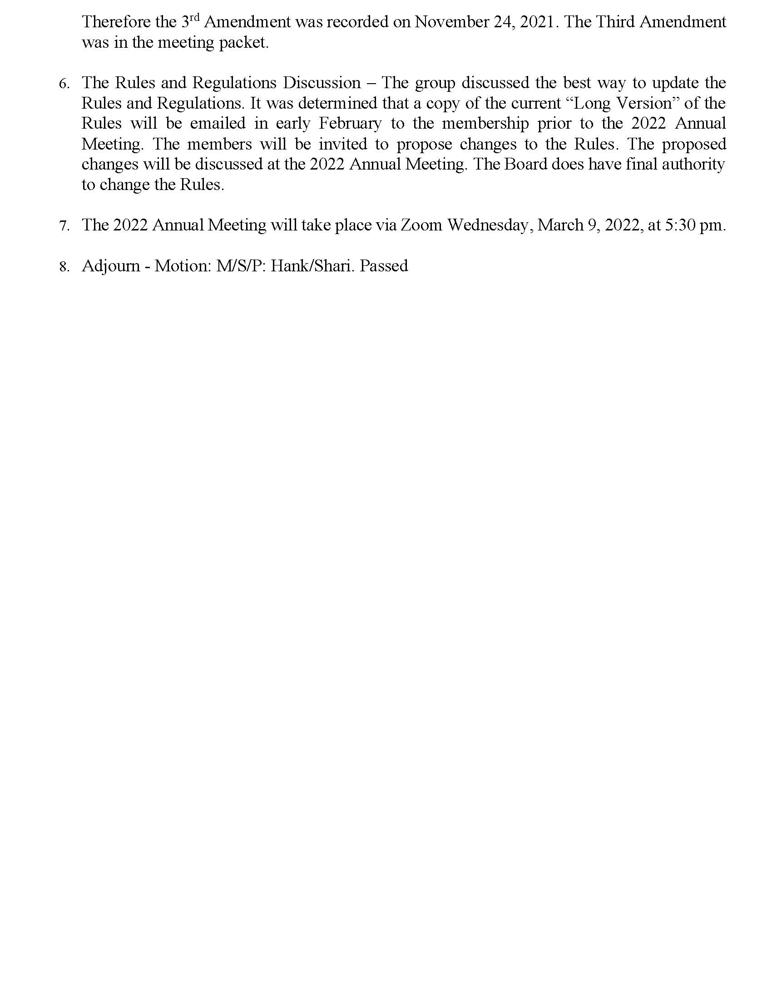 Therefore the 3rd Amendment was recorded on November 24, 2021. The Third Amendment
was in the meeting packet.
6. The Rules and Regulations Discussion – The group discussed the best way to update the
Rules and Regulations. It was determined that a copy of the current “Long Version” of the
Rules will be emailed in early February to the membership prior to the 2022 Annual
Meeting. The members will be invited to propose changes to the Rules. The proposed
changes will be discussed at the 2022 Annual Meeting. The Board does have final authority
to change the Rules.
7. The 2022 Annual Meeting will take place via Zoom Wednesday, March 9, 2022, at 5:30 pm.
8. Adjourn - Motion: M/S/P: Hank/Shari. Passed